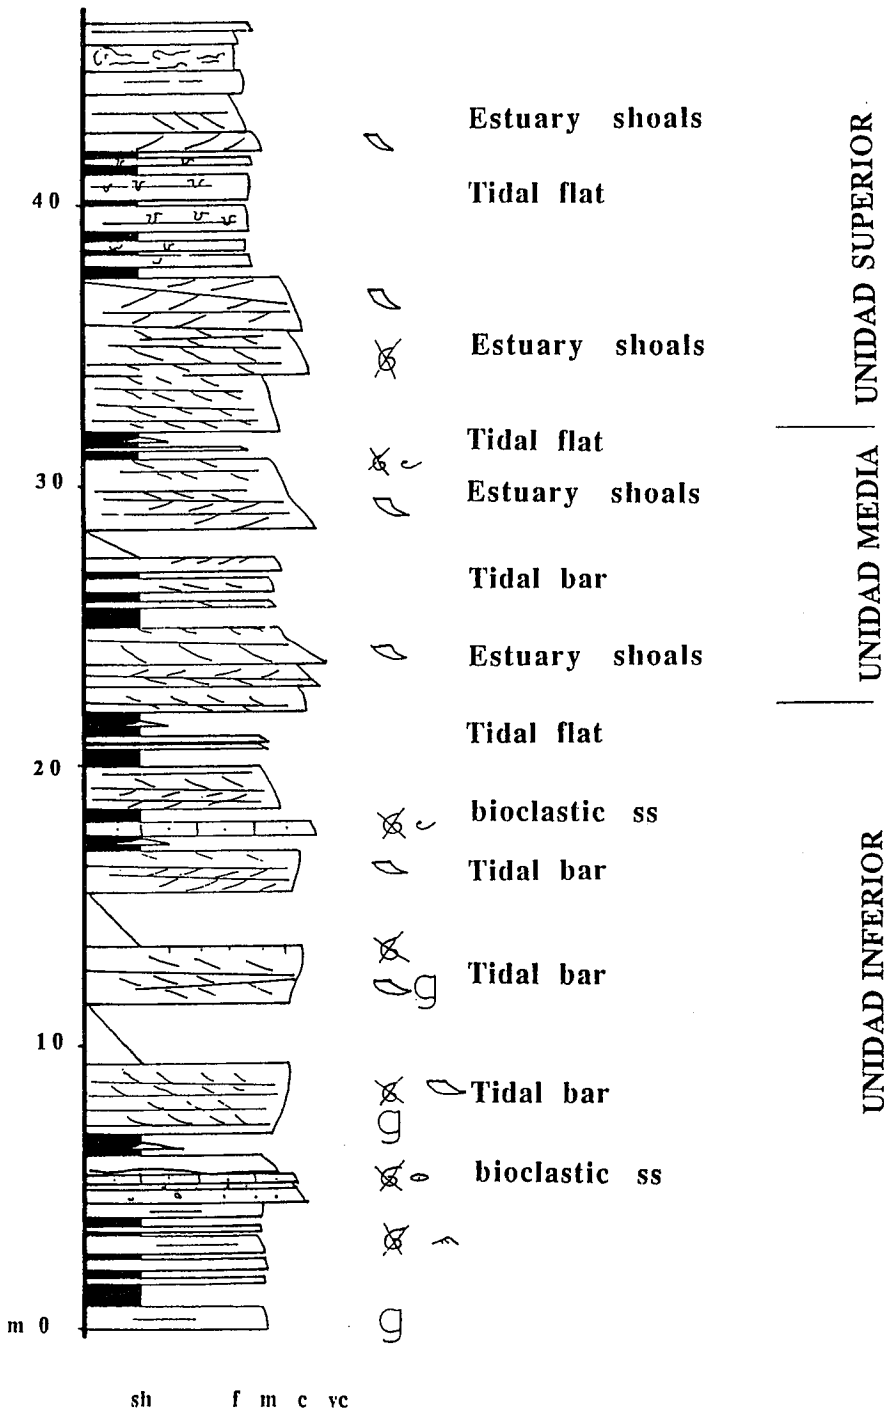 Estuary shoals
40
Tidal flat
UNIDAD SUPERIOR
Estuary shoals
Tidal flat
30
Estuary shoals
UNIDAD MEDIA
Tidal bar
Estuary shoals
Tidal flat
20
bioclastic ss
Tidal bar
UNIDAD INFERIOR
Tidal bar
g
10
Tidal bar
g
bioclastic ss
m 0
g
sh f m c vc